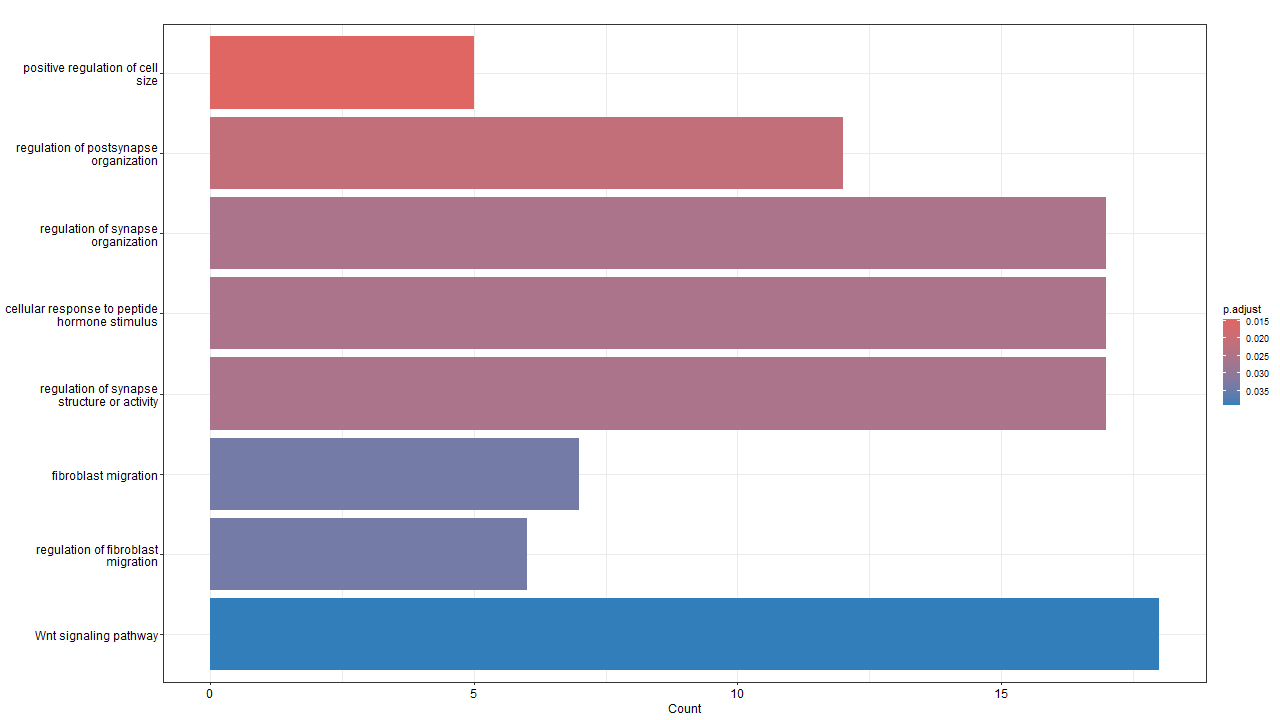 positive regulation of cell
size
regulation of postsynapse
organization
regulation of synapse
organization
cellular response to peptide
hormone stimulus
regulation of synapse
structure or activity
fibroblast migration
regulation of fibroblast
migration
Wnt signaling pathway
0
5
10
15
Count
p.adjust
0.015
0.020
0.025
0.030
0.035